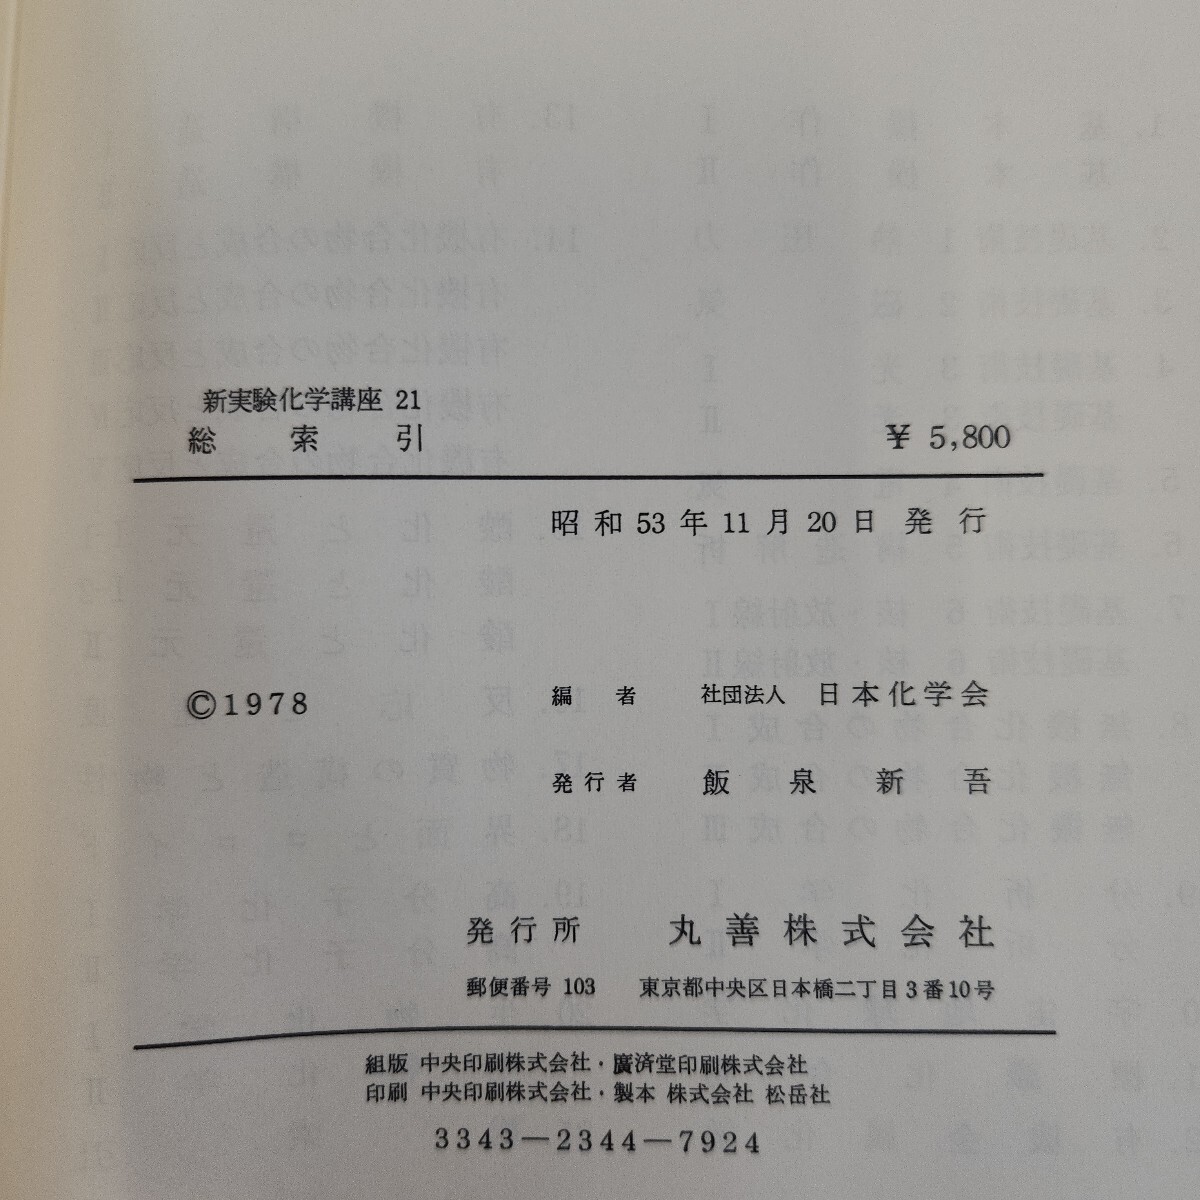 新実験化学講座 21
総索引
¥ 5,800
昭和 53 年 11 月 20 日 発行
©1978
編者 社団法人 日本化学会
発行者 飯泉新吾
発行所 丸善株式会社
郵便番号 103 東京都中央区日本橋二丁目3番10号
組版 中央印刷株式会社・廣済堂印刷株式会社
印刷 中央印刷株式会社・製本 株式会社 松岳社
3343—2344—7924